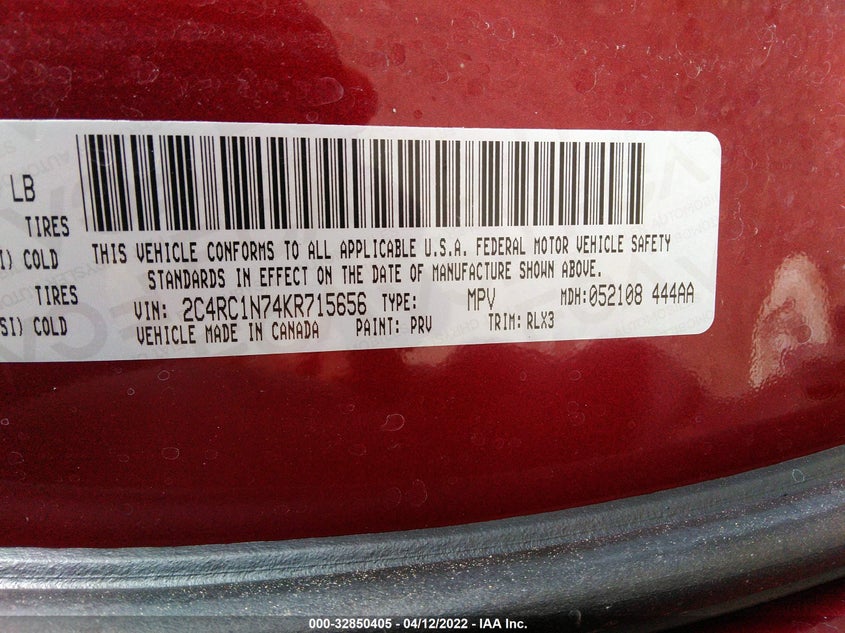 LB
TIRES
SI) COLD
TIRES
SI) COLD
THIS VEHICLE CONFORMS TO ALL APPLICABLE U.S.A. FEDERAL MOTOR VEHICLE SAFETY
STANDARDS IN EFFECT ON THE DATE OF MANUFACTURE SHOWN ABOVE.
VIN: 2C4RC1N74KR715656 TYPE: MPV MDH:052108 444AA
VEHICLE MADE IN CANADA PAINT: PRV TRIM: RLX3
000-32850405 - 04/12/2022 - IAA Inc.